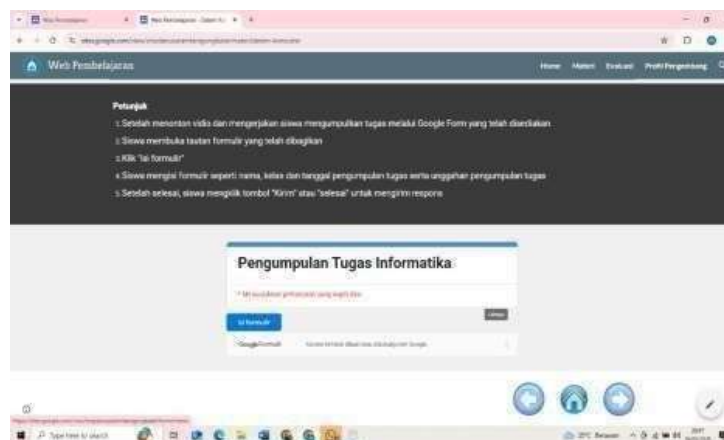 Web Pembelajaran
Home Materi Evaluasi Profil Pengembang
Petunjuk
1. Setelah menonton vidio dan mengerjakan siswa mengumpulkan tugas melalui Google Form yang telah disediakan
2. Siswa membuka tautan formulir yang telah dibagikan
3. Klik "Isi formulir"
4. Siswa mengisi formulir seperti nama, kelas dan tanggal pengumpulan tugas serta unggahan pengumpulan tugas
5. Setelah selesai, siswa mengklik tombol "Kirim" atau "selesai" untuk mengirim respons
Pengumpulan Tugas Informatika
Isi formulir
Google Formulir
Type here to search